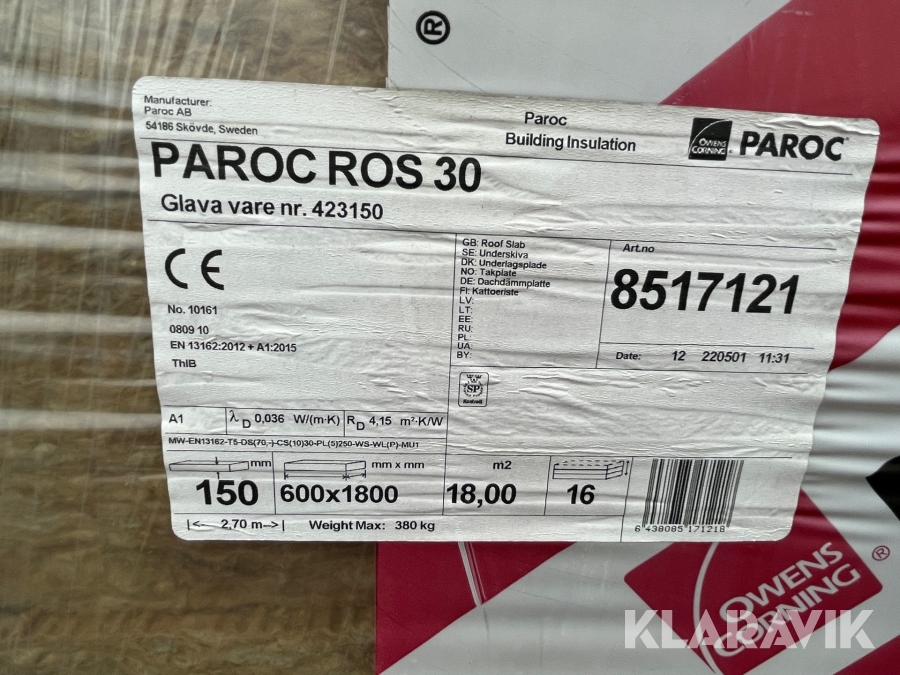 ®
Manufacturer:
Paroc AB
54186 Skövde, Sweden
Paroc
Building Insulation
OWENS
CORNING
PAROC
PAROC ROS 30
Glava vare nr. 423150
CE
No. 10161
0809 10
EN 13162:2012 + A1:2015
ThIB
GB: Roof Slab
SE: Underskiva
DK: Underlagsplade
NO: Takplate
DE: Dachdämmplatte
FI: Kattoeriste
LV:
LT:
EE:
RU:
PL:
UA:
BY:
Art.no
8517121
Date: 12 220501 11:31
SP
Kontroll
A1 λD 0,036 W/(m·K) RD 4,15 m²·K/W
MW-EN13162-T5-DS(70,-)-CS(10)30-PL(5)250-WS-WL(P)-MU1
mm
150
mm x mm
600x1800
m2
18,00
16
6 438085 171218
|<-- 2,70 m-->| Weight Max: 380 kg
OWENS
CORNING
®
KLARAVIK